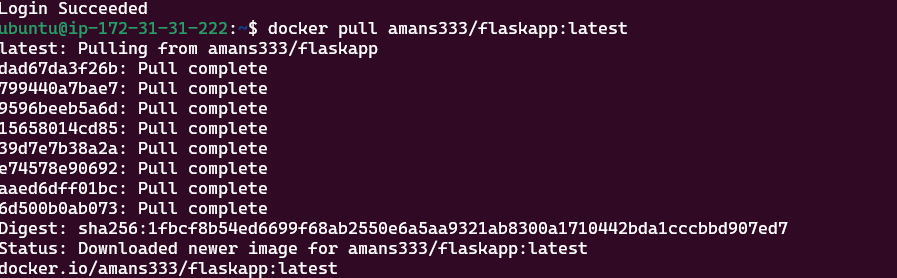 Login Succeeded
ubuntu@ip-172-31-31-222:~$ docker pull amans333/flaskapp:latest
latest: Pulling from amans333/flaskapp
dad67da3f26b: Pull complete
799440a7bae7: Pull complete
9596beeb5a6d: Pull complete
15658014cd85: Pull complete
39d7e7b38a2a: Pull complete
e74578e90692: Pull complete
aaed6dff01bc: Pull complete
6d500b0ab073: Pull complete
Digest: sha256:1fbcf8b54ed6699f68ab2550e6a5aa9321ab8300a1710442bda1cccbbd907ed7
Status: Downloaded newer image for amans333/flaskapp:latest
docker.io/amans333/flaskapp:latest